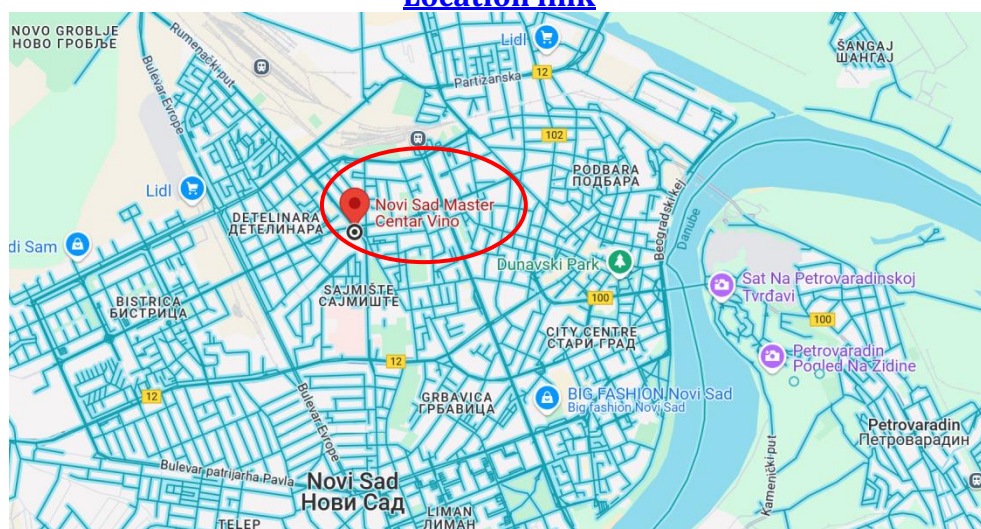 Location link
NOVO GROBLJE
НОВО ГРОБЉЕ
Rumenački put
Bulevar Evrope
Lidl
Partizanska
12
ŠANGAJ
ШАНГАЈ
102
PODBARA
ПОДБАРА
Beogradski kej
Danube
Lidl
DETELINARA
ДЕТЕЛИНАРА
Novi Sad Master
Centar Vino
di Sam
Dunavski Park
Sat Na Petrovaradinskoj
Tvrđavi
BISTRICA
БИСТРИЦА
SAJMIŠTE
САЈМИШТЕ
100
100
CITY CENTRE
СТАРИ ГРАД
Petrovaradin
Pogled Na Zidine
12
12
GRBAVICA
ГРБАВИЦА
BIG FASHION Novi Sad
Big fashion Novi Sad
Bulevar Evrope
Petrovaradin
Петроварадин
Kamenički put
Bulevar patrijarha Pavla
Novi Sad
Нови Сад
LIMAN
ЛИМАН
TELEP